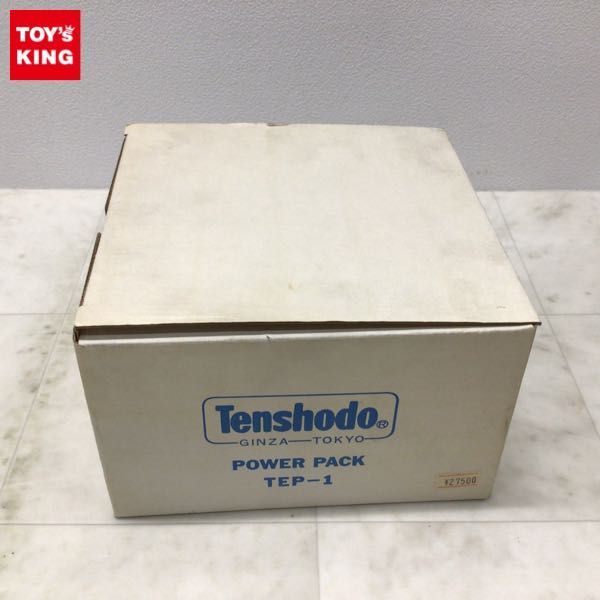 TOY's
KING
Tenshodo®
GINZA—TOKYO
POWER PACK
TEP-1
¥27500